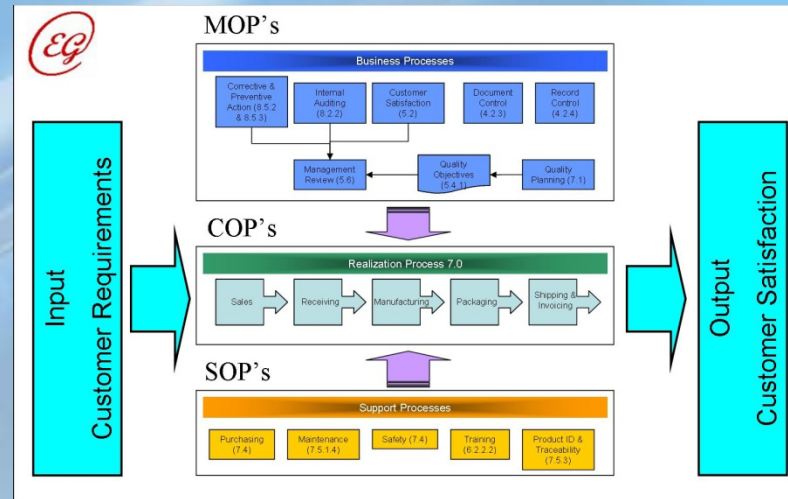 EG
MOP's
Business Processes
Corrective &
Preventive
Action (8.5.2
& 8.5.3)
Internal
Auditing
(8.2.2)
Customer
Satisfaction
(5.2)
Document
Control
(4.2.3)
Record
Control
(4.2.4)
Management
Review (5.6)
Quality
Objectives
(5.4.1)
Quality
Planning (7.1)
Input
Customer Requirements
COP's
Realization Process 7.0
Sales
Receiving
Manufacturing
Packaging
Shipping &
Invoicing
Output
Customer Satisfaction
SOP's
Support Processes
Purchasing
(7.4)
Maintenance
(7.5.1.4)
Safety (7.4)
Training
(6.2.2.2)
Product ID &
Traceability
(7.5.3)